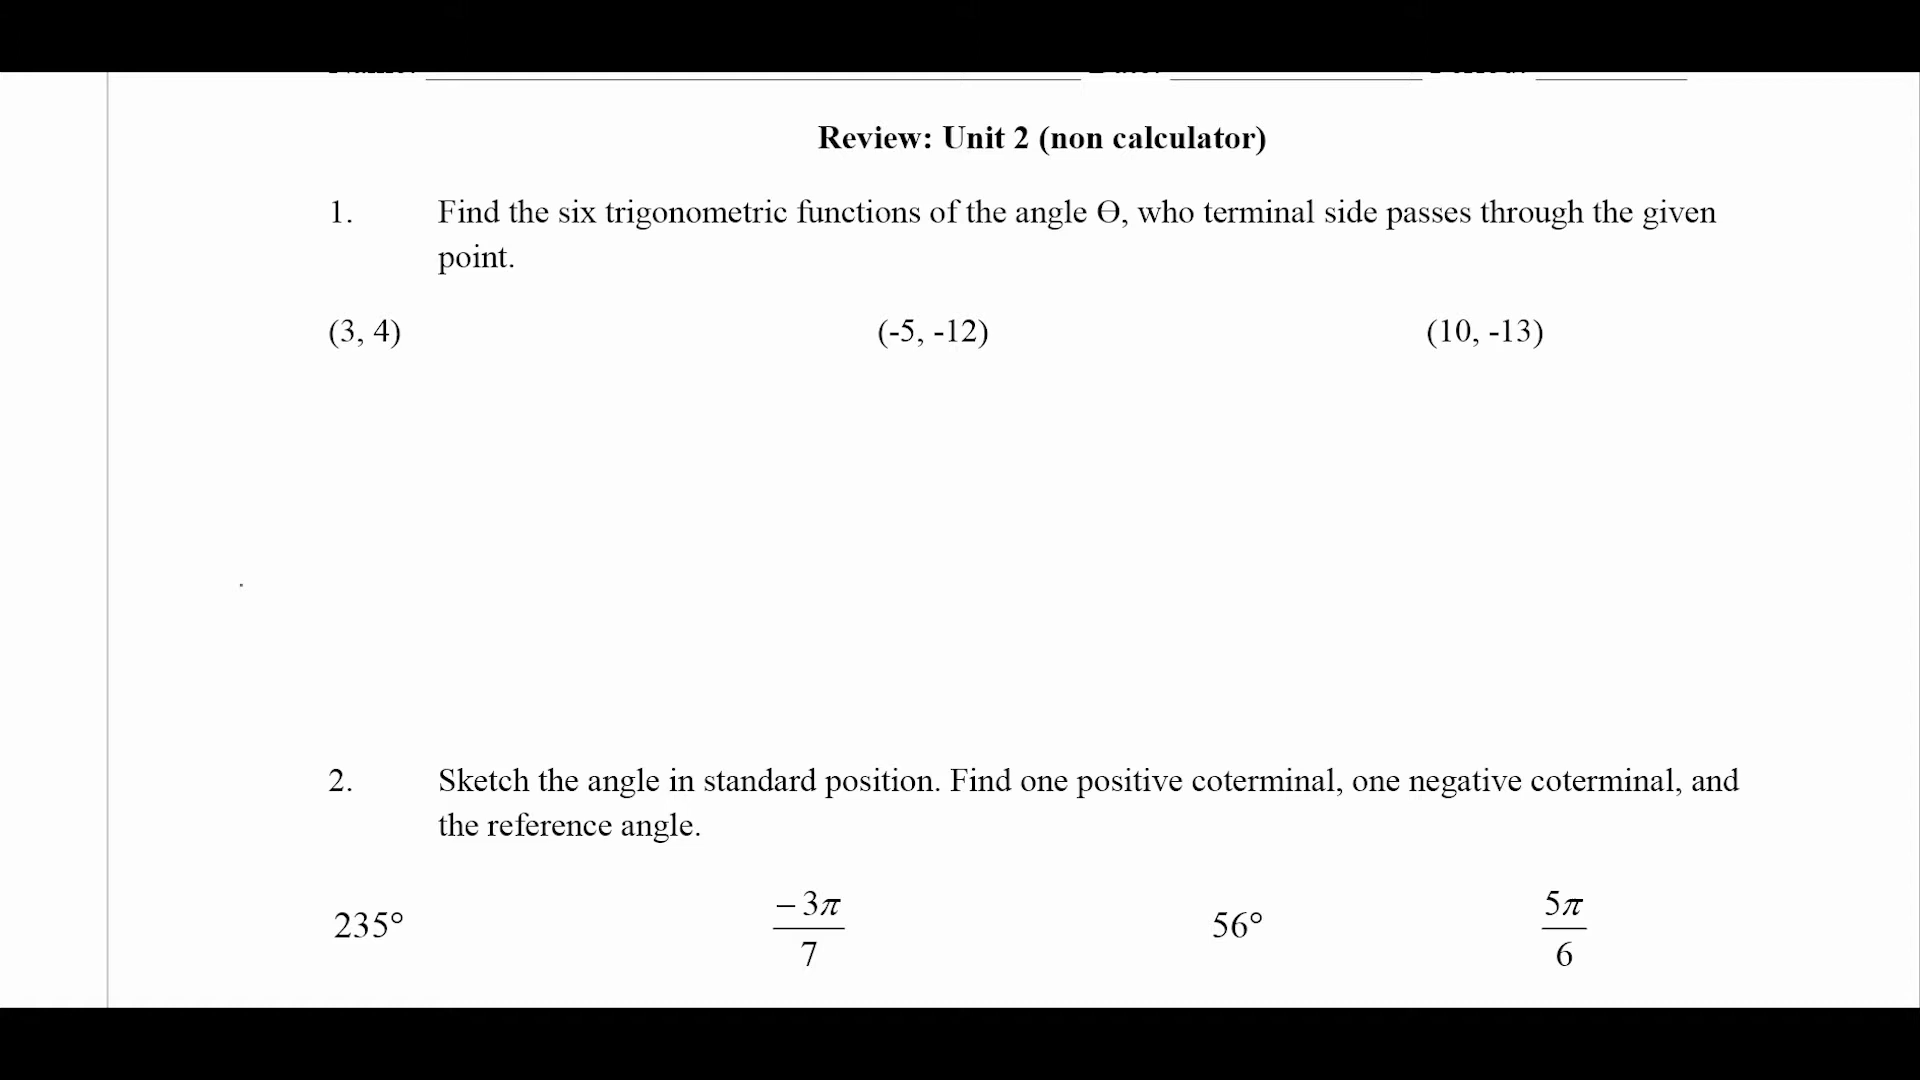 Review: Unit 2 (non calculator)
1. Find the six trigonometric functions of the angle Ɵ, who terminal side passes through the given
point.
(3, 4) (-5, -12) (10, -13)
2. Sketch the angle in standard position. Find one positive coterminal, one negative coterminal, and
the reference angle.
235° −3π/7 56° 5π/6